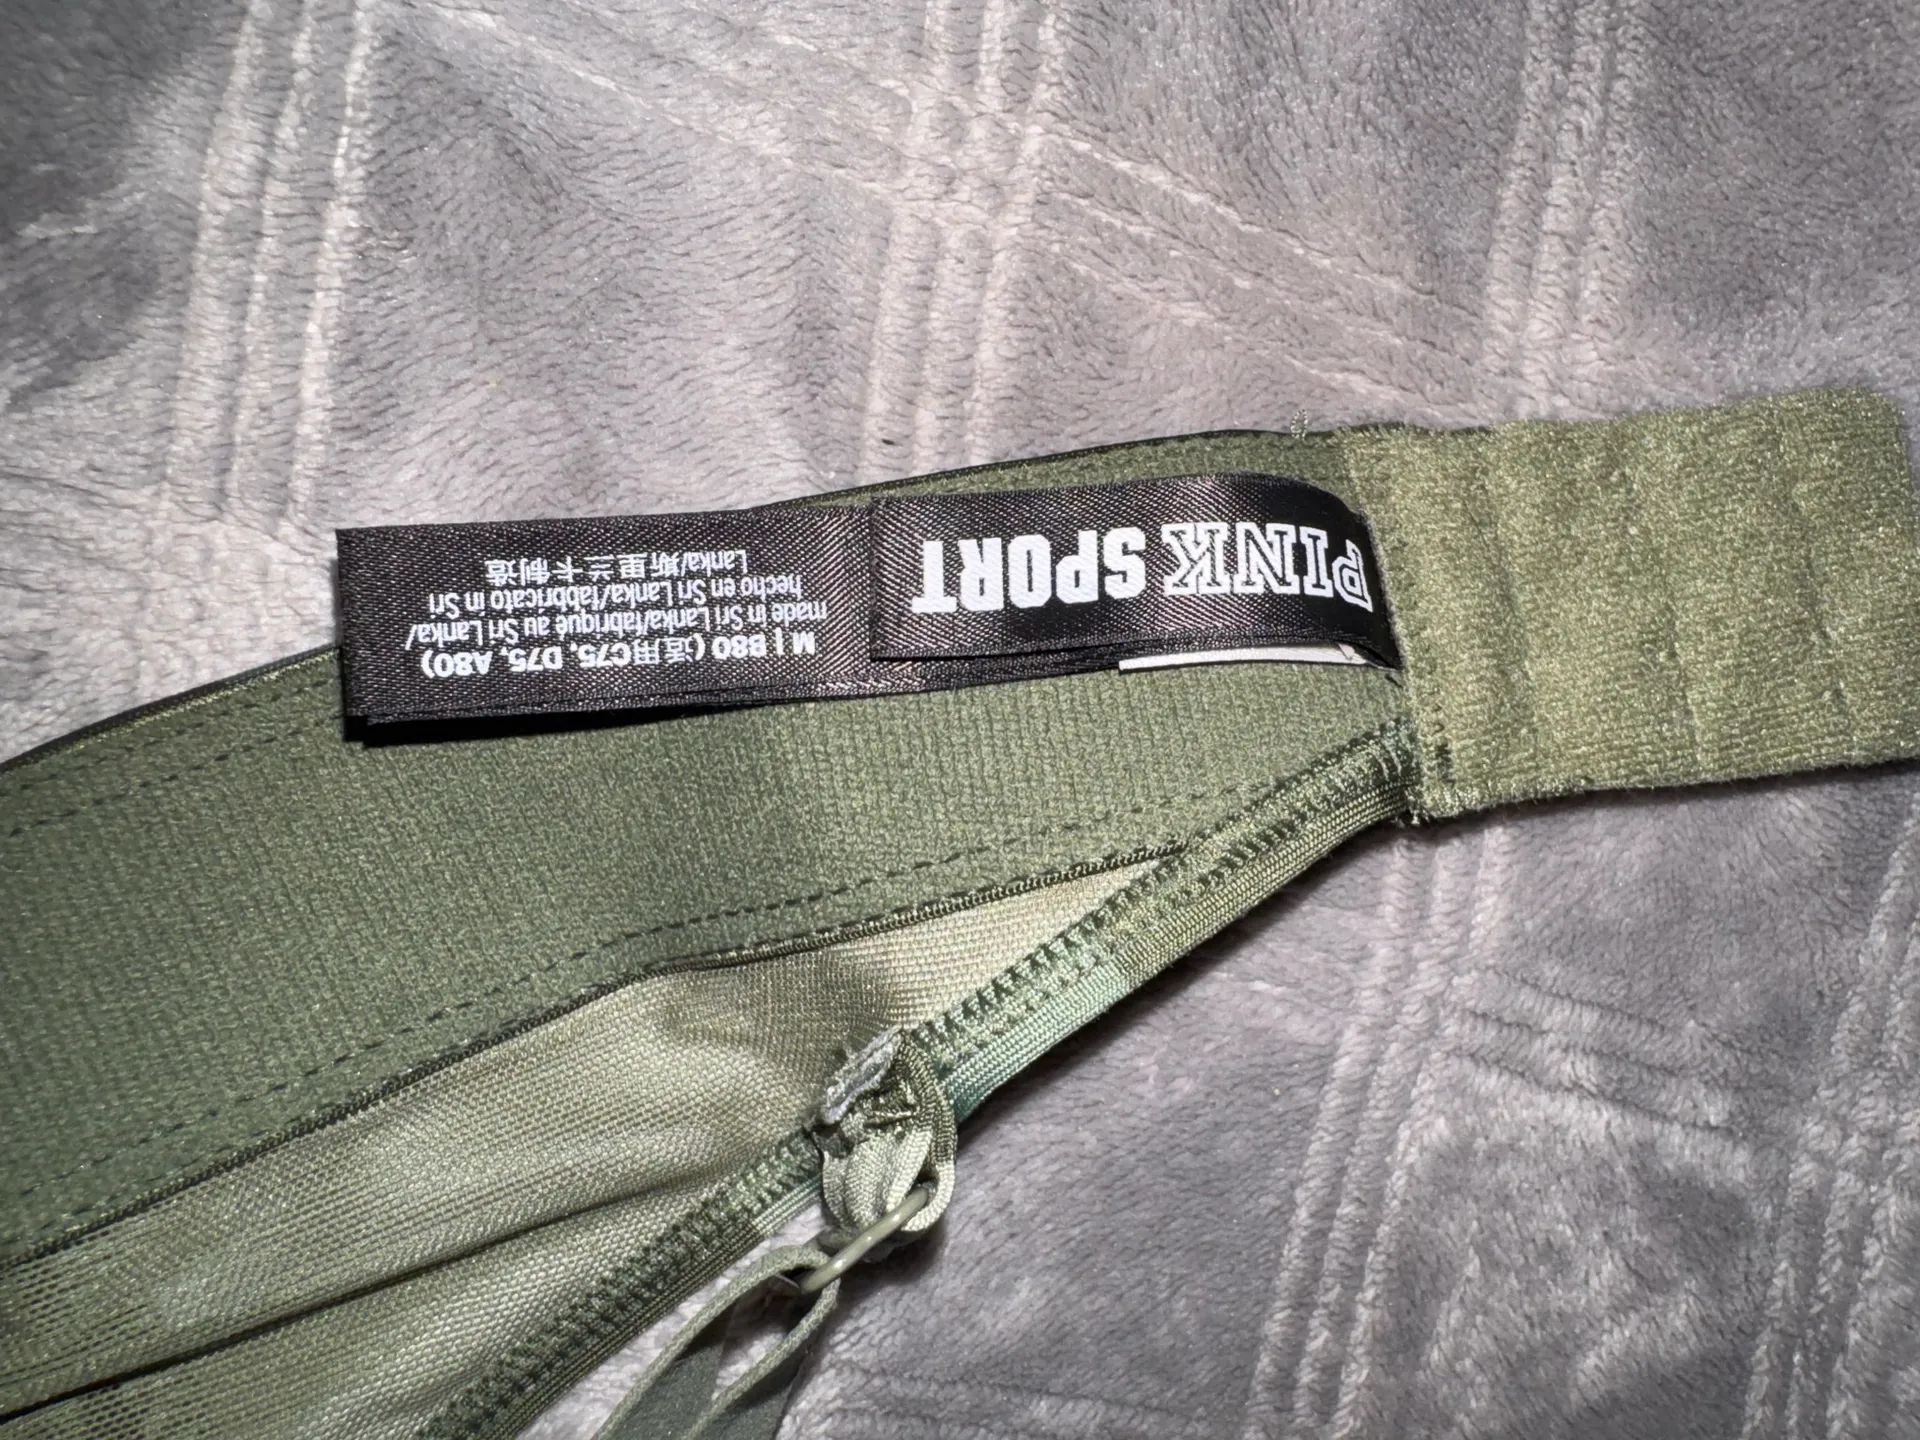 PINK SPORT
M | B80 (适用C75, D75, A80)
made in Sri Lanka/fabriqué au Sri Lanka/
hecho en Sri Lanka/fabbricato in Sri
Lanka/斯里兰卡制造